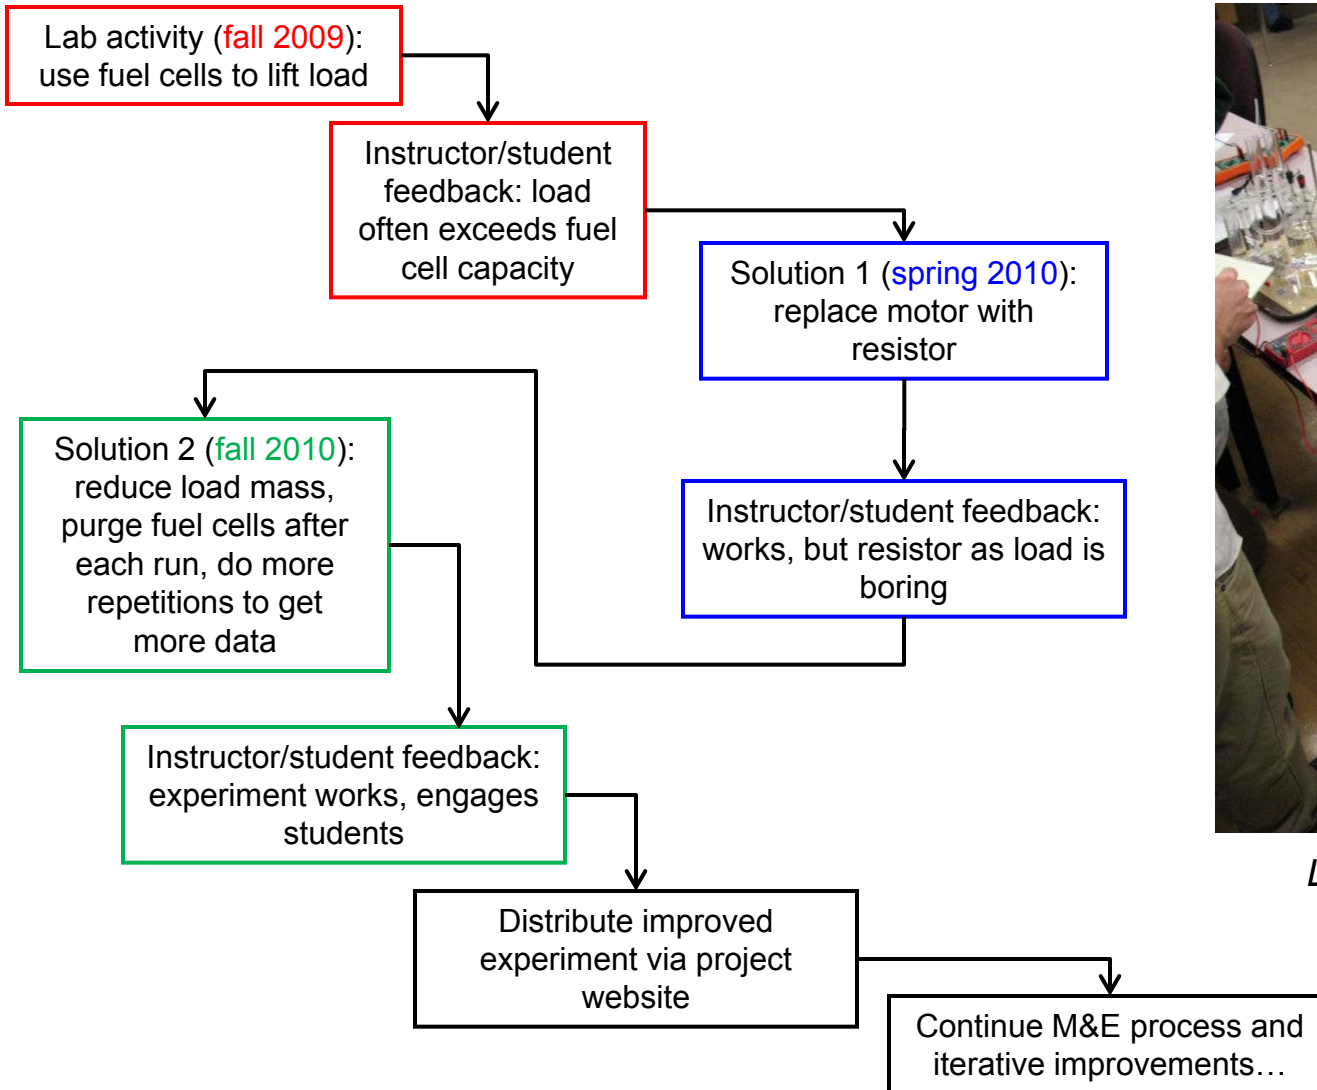 Lab activity (fall 2009):
use fuel cells to lift load
Instructor/student
feedback: load
often exceeds fuel
cell capacity
Solution 1 (spring 2010):
replace motor with
resistor
Instructor/student feedback:
works, but resistor as load is
boring
Solution 2 (fall 2010):
reduce load mass,
purge fuel cells after
each run, do more
repetitions to get
more data
Instructor/student feedback:
experiment works, engages
students
Distribute improved
experiment via project
website
Continue M&E process and
iterative improvements…